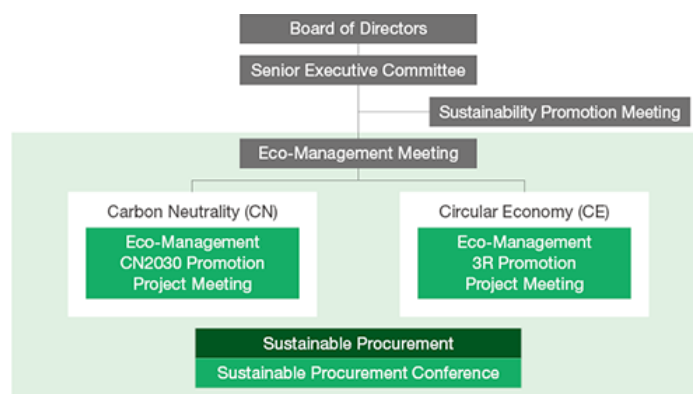 Board of Directors
Senior Executive Committee
Sustainability Promotion Meeting
Eco-Management Meeting
Carbon Neutrality (CN)
Eco-Management
CN2030 Promotion
Project Meeting
Circular Economy (CE)
Eco-Management
3R Promotion
Project Meeting
Sustainable Procurement
Sustainable Procurement Conference